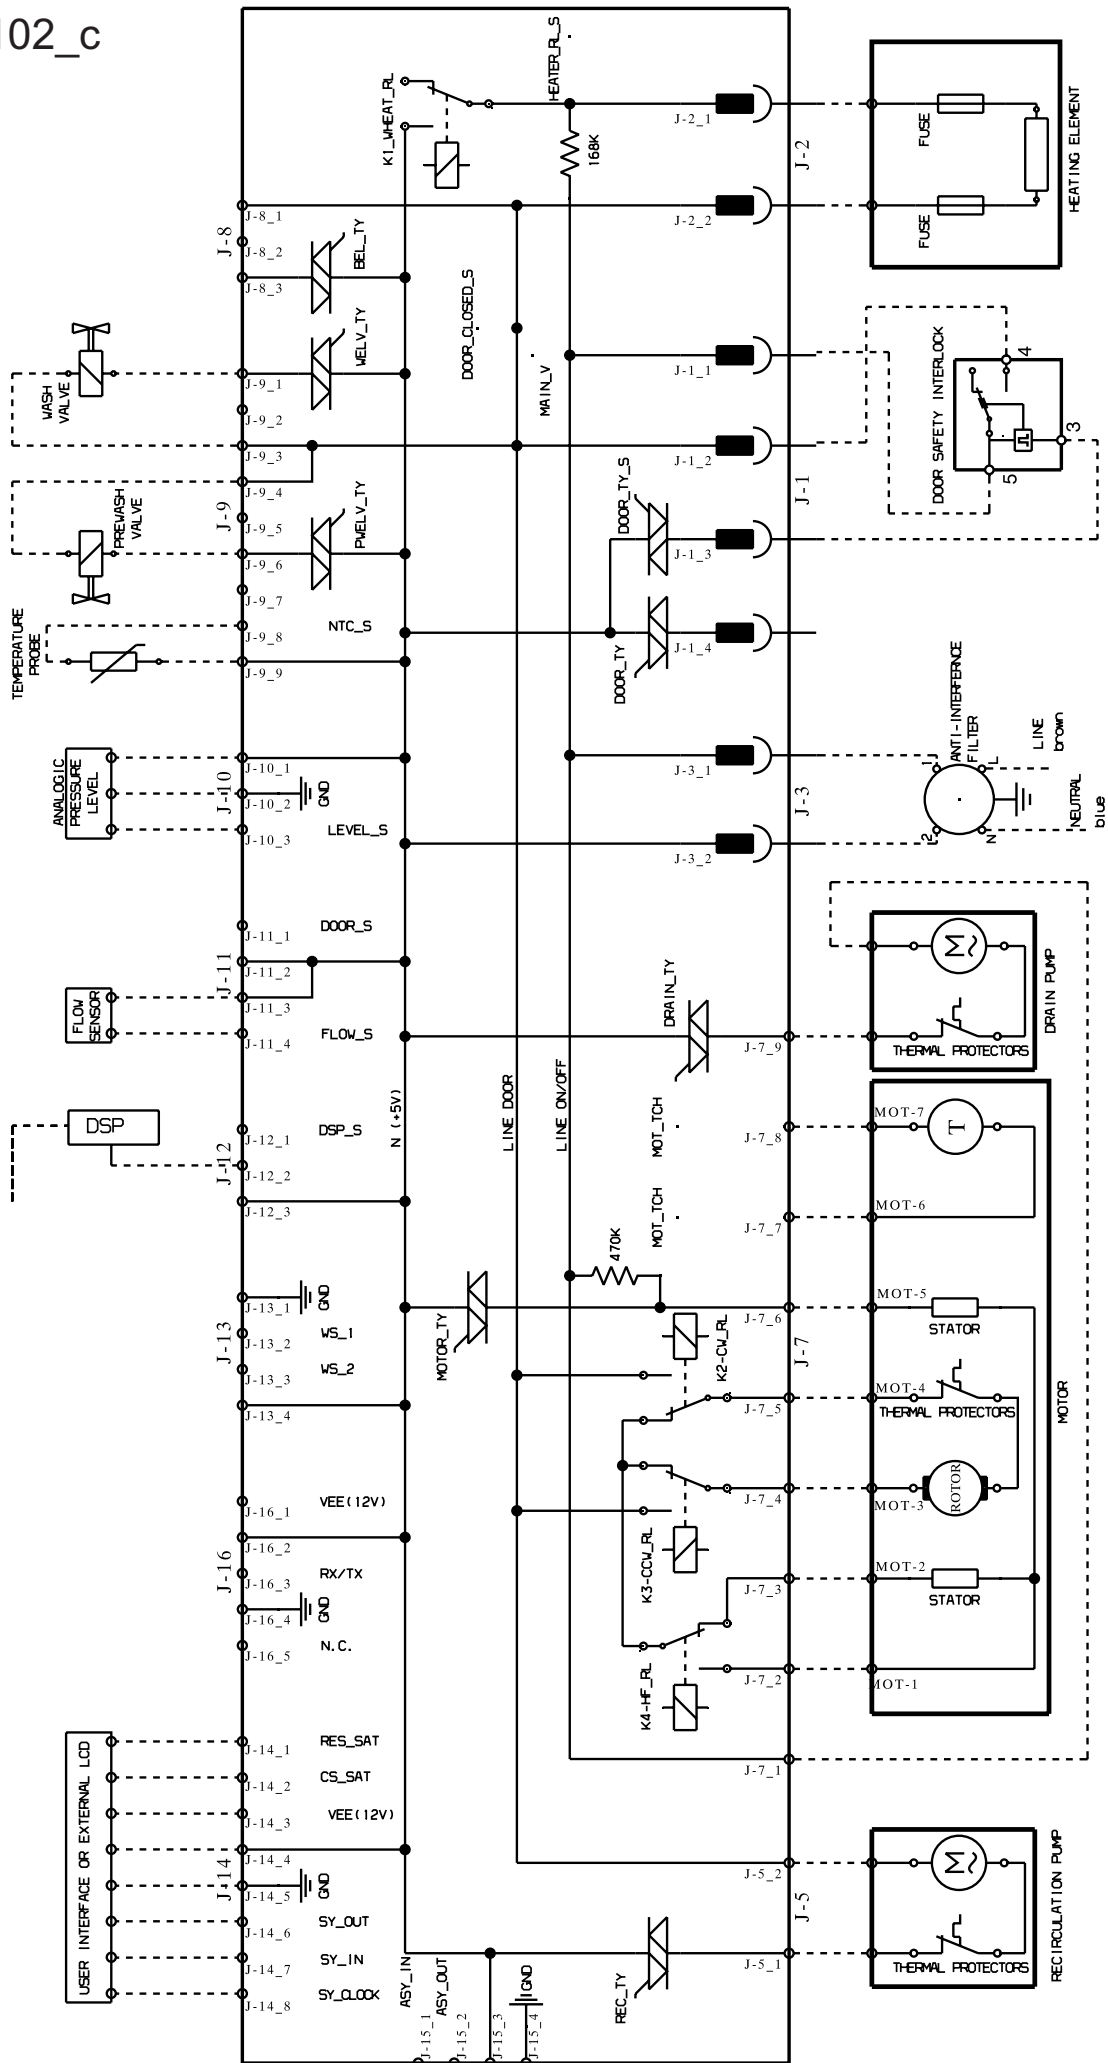 102_c
HEATER_RL_S
K1_WHEAT_RL
168K
J-2_1
J-2
FUSE
HEATING ELEMENT
J-2_2
FUSE
J-8_1
J-8
J-8_2
J-8_3
BEL_TY
DOOR_CLOSED_S
WASH
VALVE
J-9_1
WELV_TY
MAIN_V
J-1_1
4
DOOR SAFETY INTERLOCK
3
5
J-9_2
J-9_3
J-1_2
J-9_4
J-9
J-1
PREWASH
VALVE
J-9_5
PWELV_TY
DOOR_TY_S
J-9_6
J-1_3
J-9_7
TEMPERATURE
PROBE
NTC_S
J-9_8
J-9_9
DOOR_TY
J-1_4
ANTI-INTERFERNCE
FILTER
LINE
brown
ANALOGIC
PRESSURE
LEVEL
J-10
J-10_1
J-10_2
GND
J-10_3
LEVEL_S
J-3_1
J-3
1
L
2
N
NEUTRAL
blue
J-3_2
DOOR_S
J-11_1
J-11
J-11_2
FLOW
SENSOR
J-11_3
J-11_4
FLOW_S
DRAIN_TY
J-7_9
M
~
DRAIN PUMP
THERMAL PROTECTORS
N (+5V)
LINE DOOR
LINE ON/OFF
DSP
DSP_S
J-12_1
J-12
J-12_2
J-12_3
MOT_TCH
J-7_8
MOT-7
T
MOT_TCH
J-7_7
MOT-6
470K
J-13_1
GND
J-13
J-13_2
WS_1
J-13_3
WS_2
J-13_4
MOTOR_TY
J-7_6
J-7
MOT-5
STATOR
K2-CW_RL
J-7_5
MOT-4
THERMAL PROTECTORS
MOTOR
J-7_4
MOT-3
ROTOR
VEE(12V)
J-16_1
J-16
J-16_2
RX/TX
J-16_3
J-16_4
GND
N.C.
J-16_5
K3-CCW_RL
J-7_3
MOT-2
STATOR
K4-HF_RL
J-7_2
MOT-1
J-7_1
USER INTERFACE OR EXTERNAL LCD
RES_SAT
J-14_1
CS_SAT
J-14_2
VEE(12V)
J-14_3
J-14_4
J-14
J-14_5
GND
SY_OUT
J-14_6
SY_IN
J-14_7
SY_CLOCK
J-14_8
J-5_2
J-5
M
~
RECIRCULATION PUMP
THERMAL PROTECTORS
J-5_1
REC_TY
ASY_IN
ASY_OUT
J-15_1
J-15_2
J-15_3
J-15_4
GND